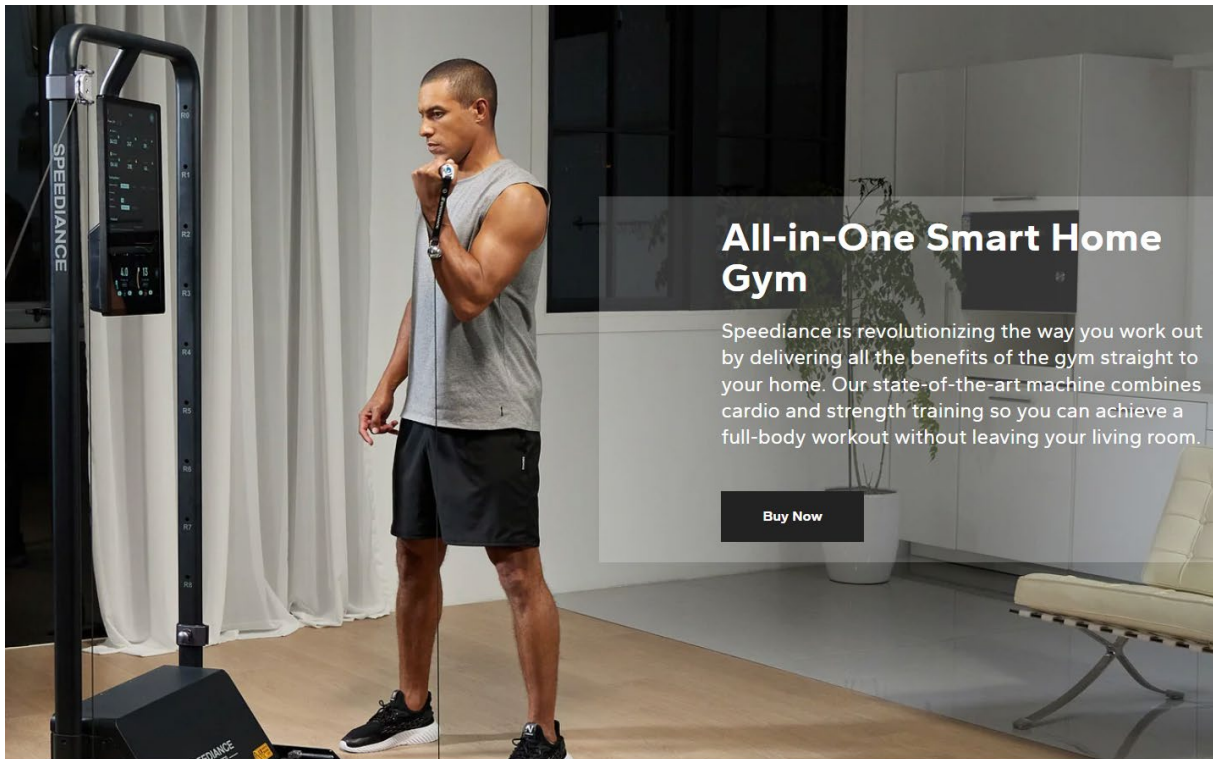 SPEEDIANCE
R0
R1
R2
R3
R4
R5
R6
R7
R8
4.0 13
All-in-One Smart Home
Gym
Speediance is revolutionizing the way you work out
by delivering all the benefits of the gym straight to
your home. Our state-of-the-art machine combines
cardio and strength training so you can achieve a
full-body workout without leaving your living room.
Buy Now